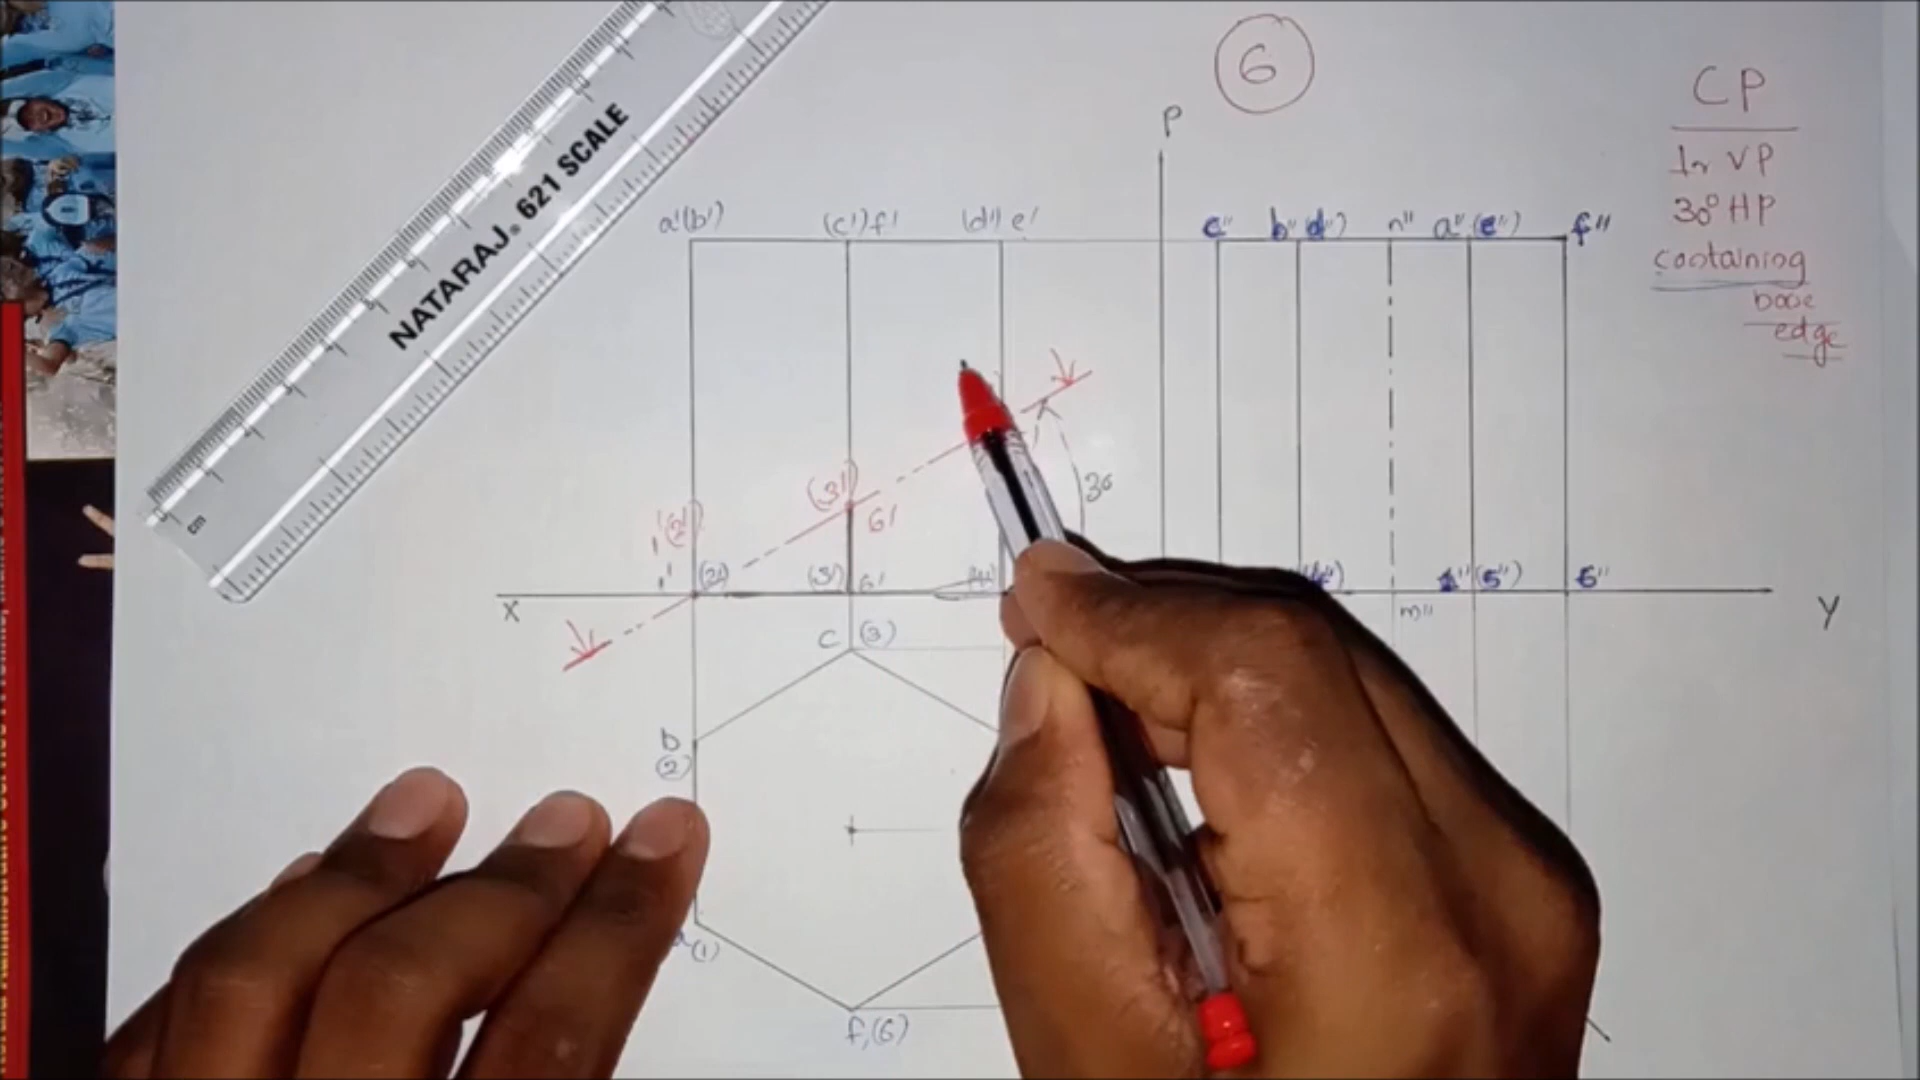 6
CP
In VP
30° HP
containing
base
edge
P
a'(b') (c')f' (d') e'
c'' b''(d'') n'' a''(e'') f''
NATARAJ® 621 SCALE
cm
(3')
6'
30
1'(2')
1' (2') (3') 6' (4')
1''(5'') 6''
X
Y
m''
c (3)
b
(2)
a(1)
f,(6)